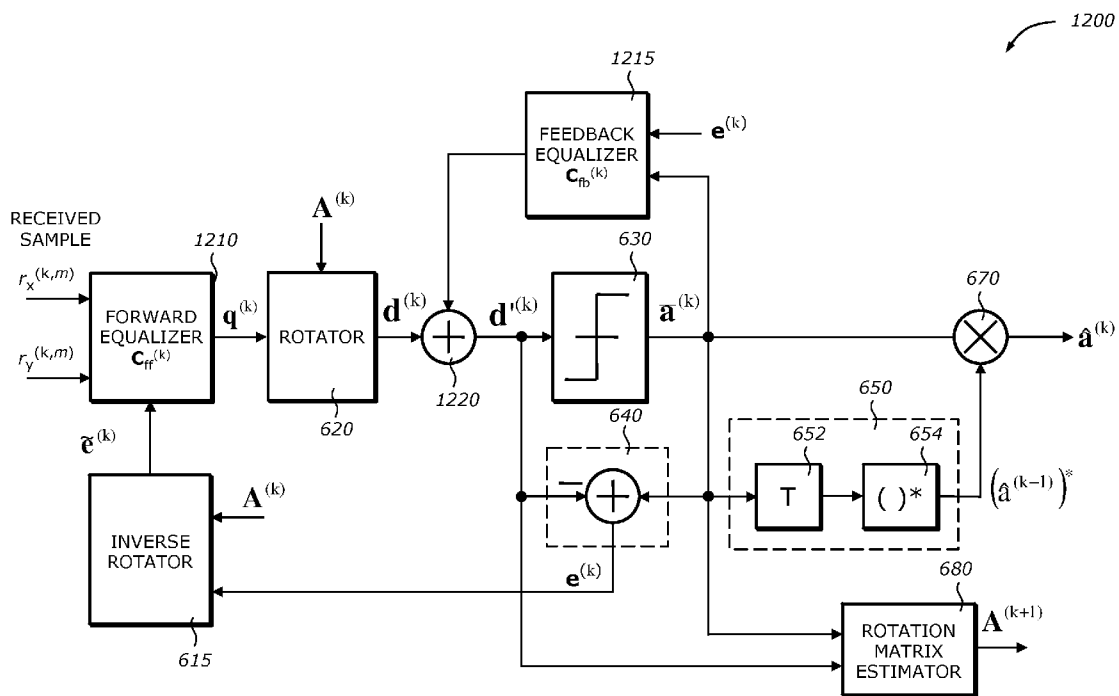 1200
1215
FEEDBACK
EQUALIZER
C_fb^(k)
e^(k)
RECEIVED
SAMPLE
r_x^(k,m)
r_y^(k,m)
1210
FORWARD
EQUALIZER
C_ff^(k)
q^(k)
A^(k)
ROTATOR
620
d^(k)
+
1220
d'^(k)
630
a̅^(k)
670
â^(k)
ẽ^(k)
640
−
+
650
652
T
654
( )*
(â^(k−1))*
A^(k)
INVERSE
ROTATOR
615
e^(k)
680
ROTATION
MATRIX
ESTIMATOR
A^(k+1)